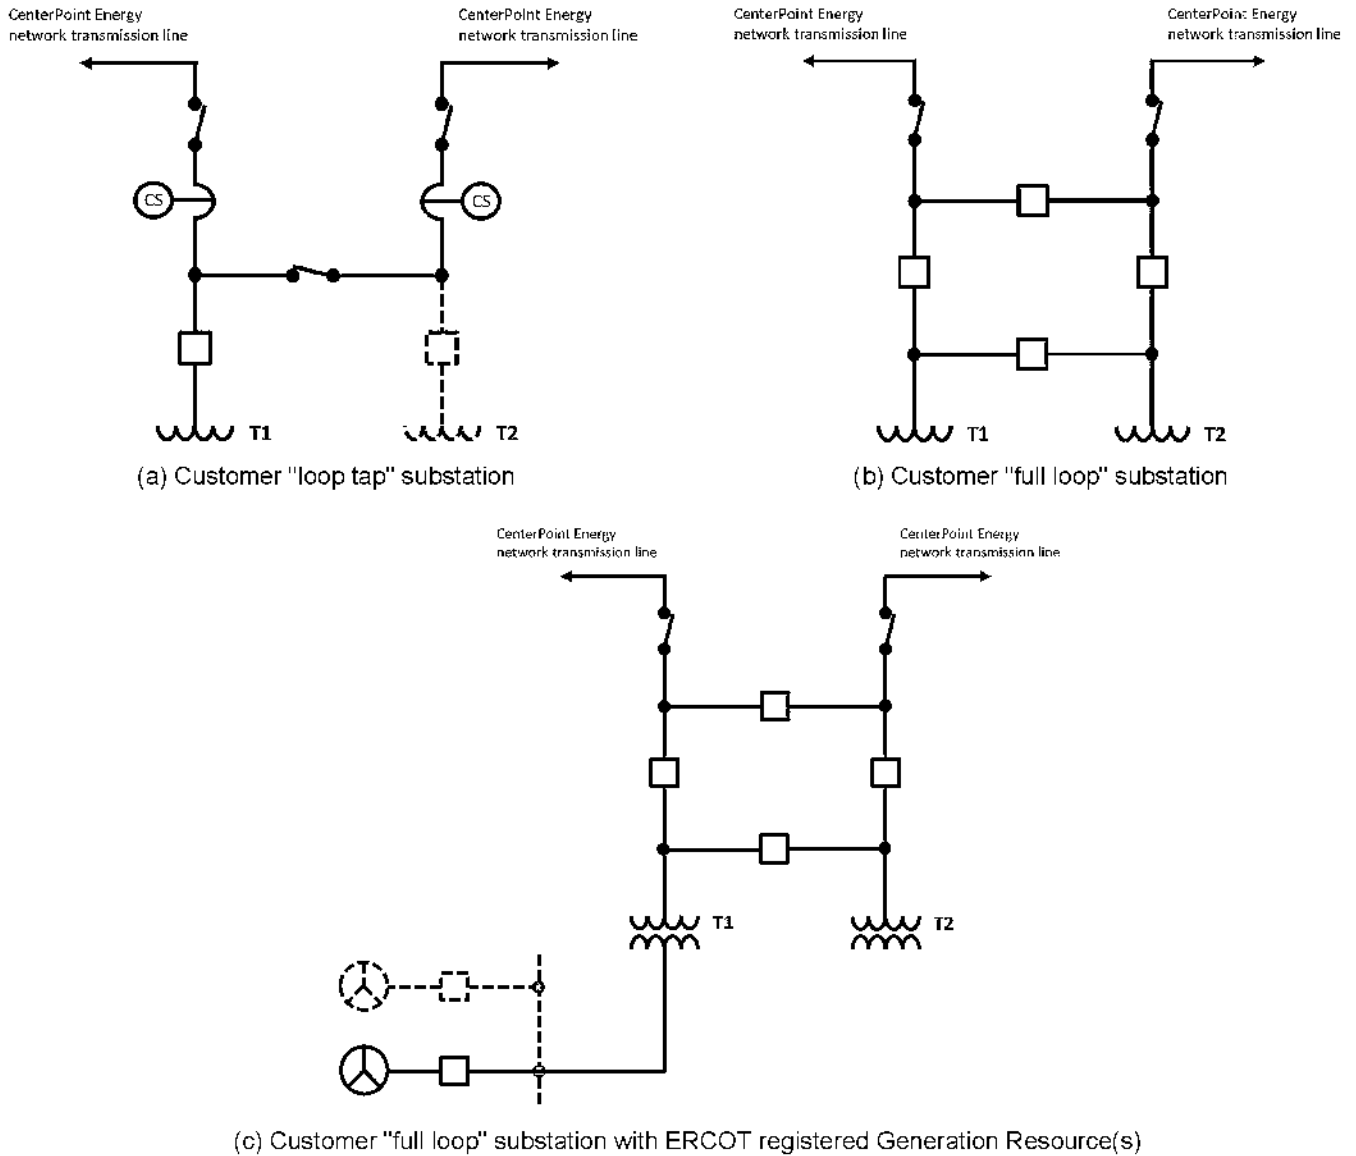 CenterPoint Energy
network transmission line
CenterPoint Energy
network transmission line
CenterPoint Energy
network transmission line
CenterPoint Energy
network transmission line
CS
CS
T1
T2
T1
T2
(a) Customer "loop tap" substation
(b) Customer "full loop" substation
CenterPoint Energy
network transmission line
CenterPoint Energy
network transmission line
T1
T2
(c) Customer "full loop" substation with ERCOT registered Generation Resource(s)